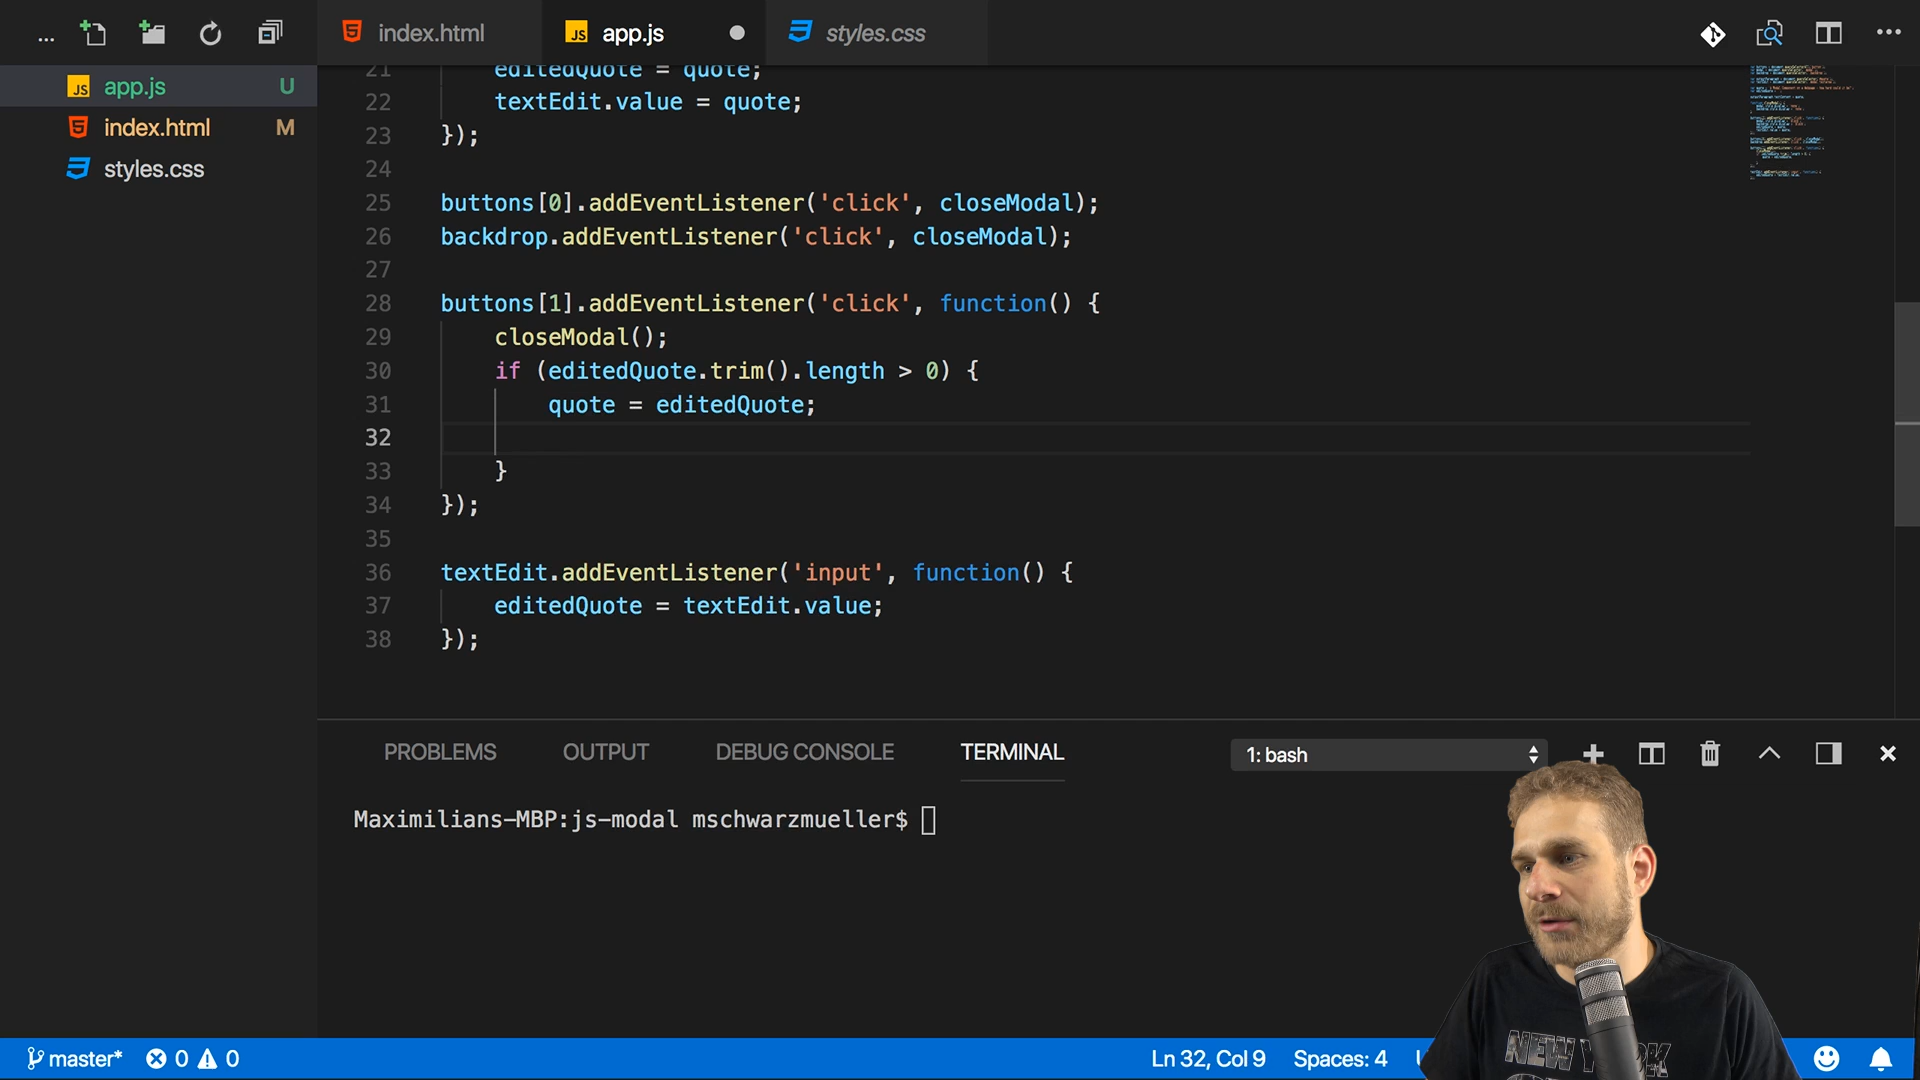 ... index.html JS app.js styles.css ...
JS app.js U
index.html M
styles.css
21 editedQuote = quote;
22 textEdit.value = quote;
23 });
24
25 buttons[0].addEventListener('click', closeModal);
26 backdrop.addEventListener('click', closeModal);
27
28 buttons[1].addEventListener('click', function() {
29 closeModal();
30 if (editedQuote.trim().length > 0) {
31 quote = editedQuote;
32
33 }
34 });
35
36 textEdit.addEventListener('input', function() {
37 editedQuote = textEdit.value;
38 });
PROBLEMS OUTPUT DEBUG CONSOLE TERMINAL 1: bash
Maximilians-MBP:js-modal mschwarzmueller$
NEW
master* 0 0 Ln 32, Col 9 Spaces: 4